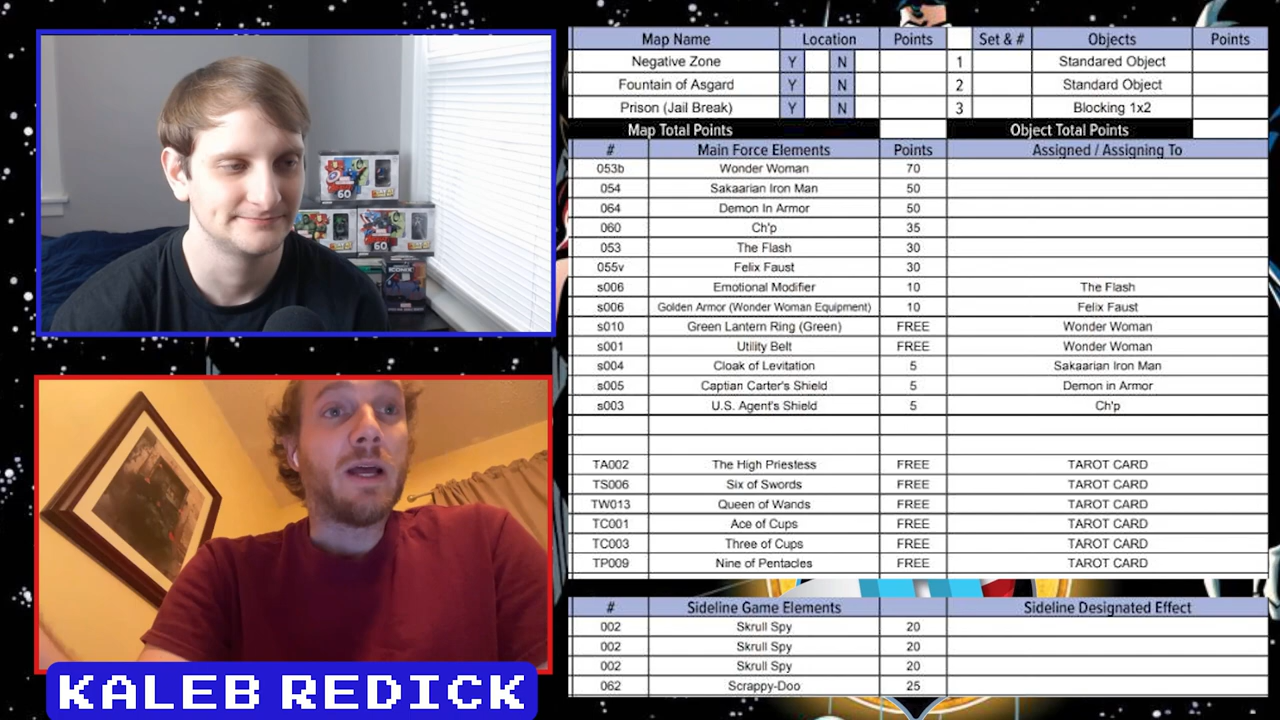 Map Name Location Points Set & # Objects Points
Negative Zone Y N 1 Standared Object
Fountain of Asgard Y N 2 Standard Object
Prison (Jail Break) Y N 3 Blocking 1x2
Map Total Points Object Total Points
# Main Force Elements Points Assigned / Assigning To
053b Wonder Woman 70
054 Sakaarian Iron Man 50
064 Demon In Armor 50
060 Ch'p 35
053 The Flash 30
055v Felix Faust 30
s006 Emotional Modifier 10 The Flash
s006 Golden Armor (Wonder Woman Equipment) 10 Felix Faust
s010 Green Lantern Ring (Green) FREE Wonder Woman
s001 Utility Belt FREE Wonder Woman
s004 Cloak of Levitation 5 Sakaarian Iron Man
s005 Captian Carter's Shield 5 Demon in Armor
s003 U.S. Agent's Shield 5 Ch'p
TA002 The High Priestess FREE TAROT CARD
TS006 Six of Swords FREE TAROT CARD
TW013 Queen of Wands FREE TAROT CARD
TC001 Ace of Cups FREE TAROT CARD
TC003 Three of Cups FREE TAROT CARD
TP009 Nine of Pentacles FREE TAROT CARD
# Sideline Game Elements Sideline Designated Effect
002 Skrull Spy 20
002 Skrull Spy 20
002 Skrull Spy 20
062 Scrappy-Doo 25
60
60
KALEB REDICK